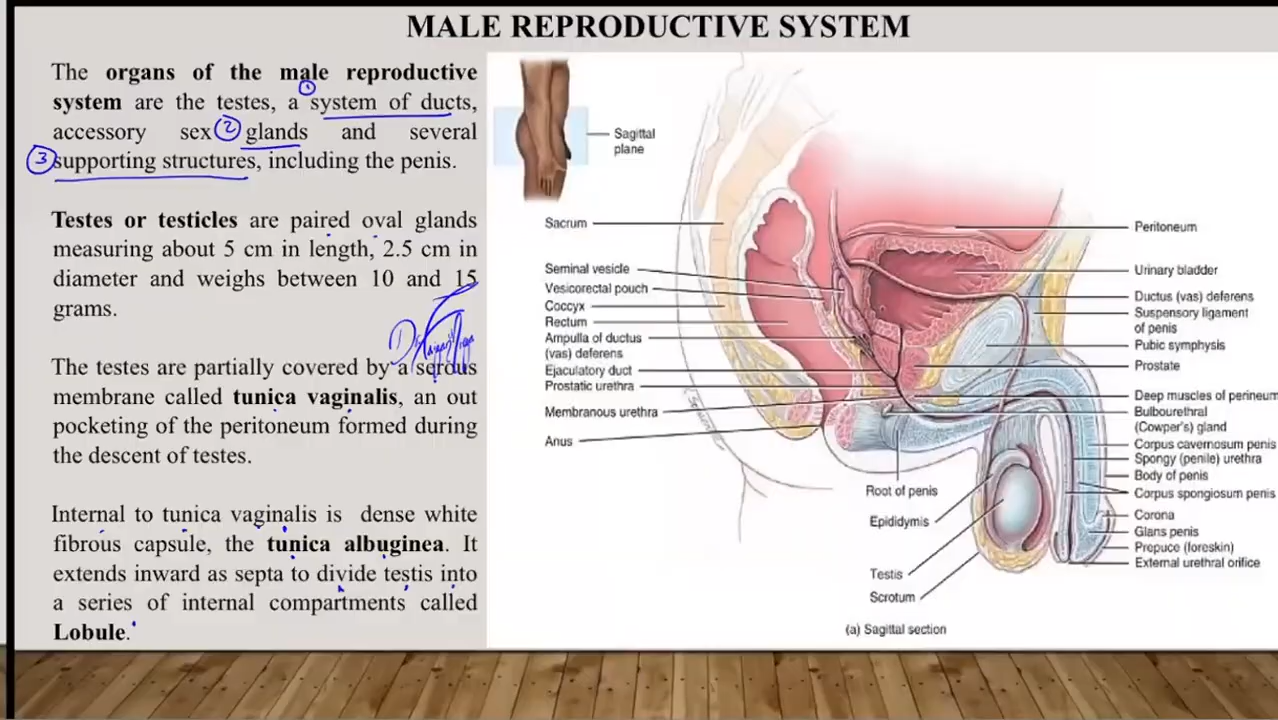 MALE REPRODUCTIVE SYSTEM
The organs of the male reproductive
system are the testes, a system of ducts,
accessory sex glands and several
supporting structures, including the penis.
1
2
3
Testes or testicles are paired oval glands
measuring about 5 cm in length, 2.5 cm in
diameter and weighs between 10 and 15
grams.
The testes are partially covered by a serous
membrane called tunica vaginalis, an out
pocketing of the peritoneum formed during
the descent of testes.
Internal to tunica vaginalis is dense white
fibrous capsule, the tunica albuginea. It
extends inward as septa to divide testis into
a series of internal compartments called
Lobule.
Sagittal
plane
Sacrum
Seminal vesicle
Vesicorectal pouch
Coccyx
Rectum
Ampulla of ductus
(vas) deferens
Ejaculatory duct
Prostatic urethra
Membranous urethra
Anus
Peritoneum
Urinary bladder
Ductus (vas) deferens
Suspensory ligament
of penis
Pubic symphysis
Prostate
Deep muscles of perineum
Bulbourethral
(Cowper's) gland
Corpus cavernosum penis
Spongy (penile) urethra
Body of penis
Corpus spongiosum penis
Corona
Glans penis
Prepuce (foreskin)
External urethral orifice
Root of penis
Epididymis
Testis
Scrotum
(a) Sagittal section